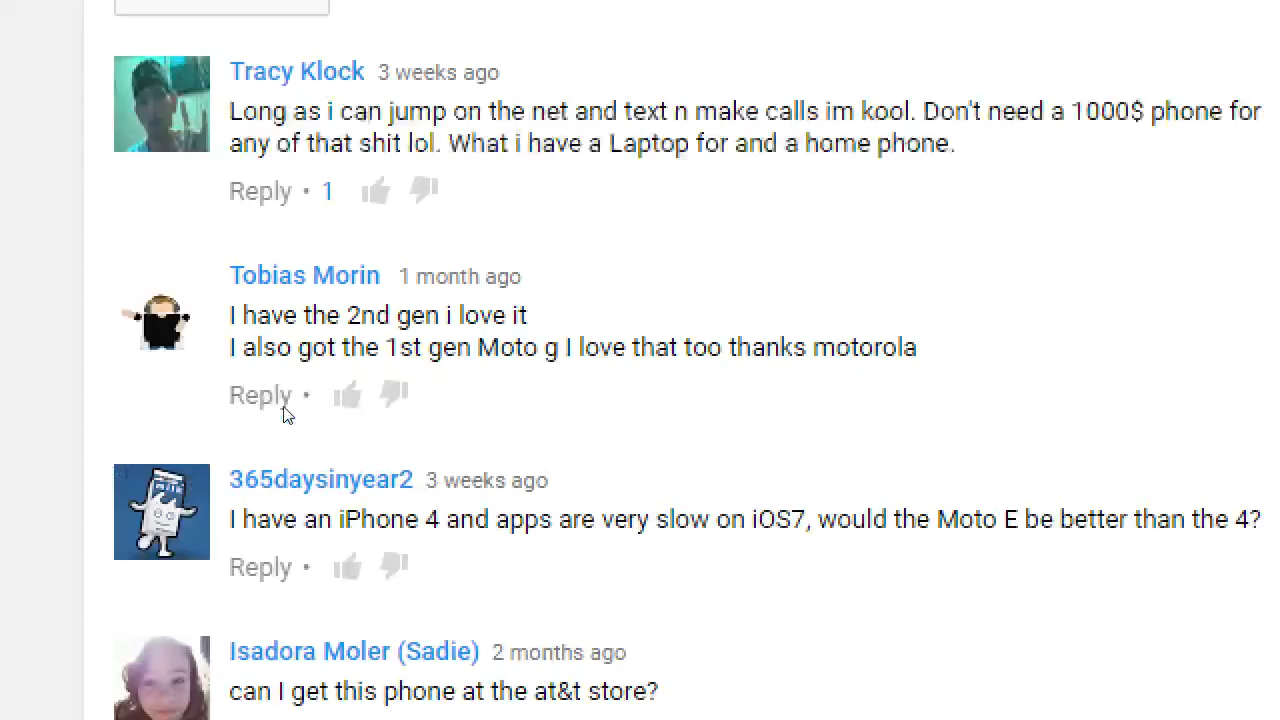 Tracy Klock 3 weeks ago
Long as i can jump on the net and text n make calls im kool. Don't need a 1000$ phone for
any of that shit lol. What i have a Laptop for and a home phone.
Reply • 1
Tobias Morin 1 month ago
I have the 2nd gen i love it
I also got the 1st gen Moto g I love that too thanks motorola
Reply •
MILK
365daysinyear2 3 weeks ago
I have an iPhone 4 and apps are very slow on iOS7, would the Moto E be better than the 4?
Reply •
Isadora Moler (Sadie) 2 months ago
can I get this phone at the at&t store?